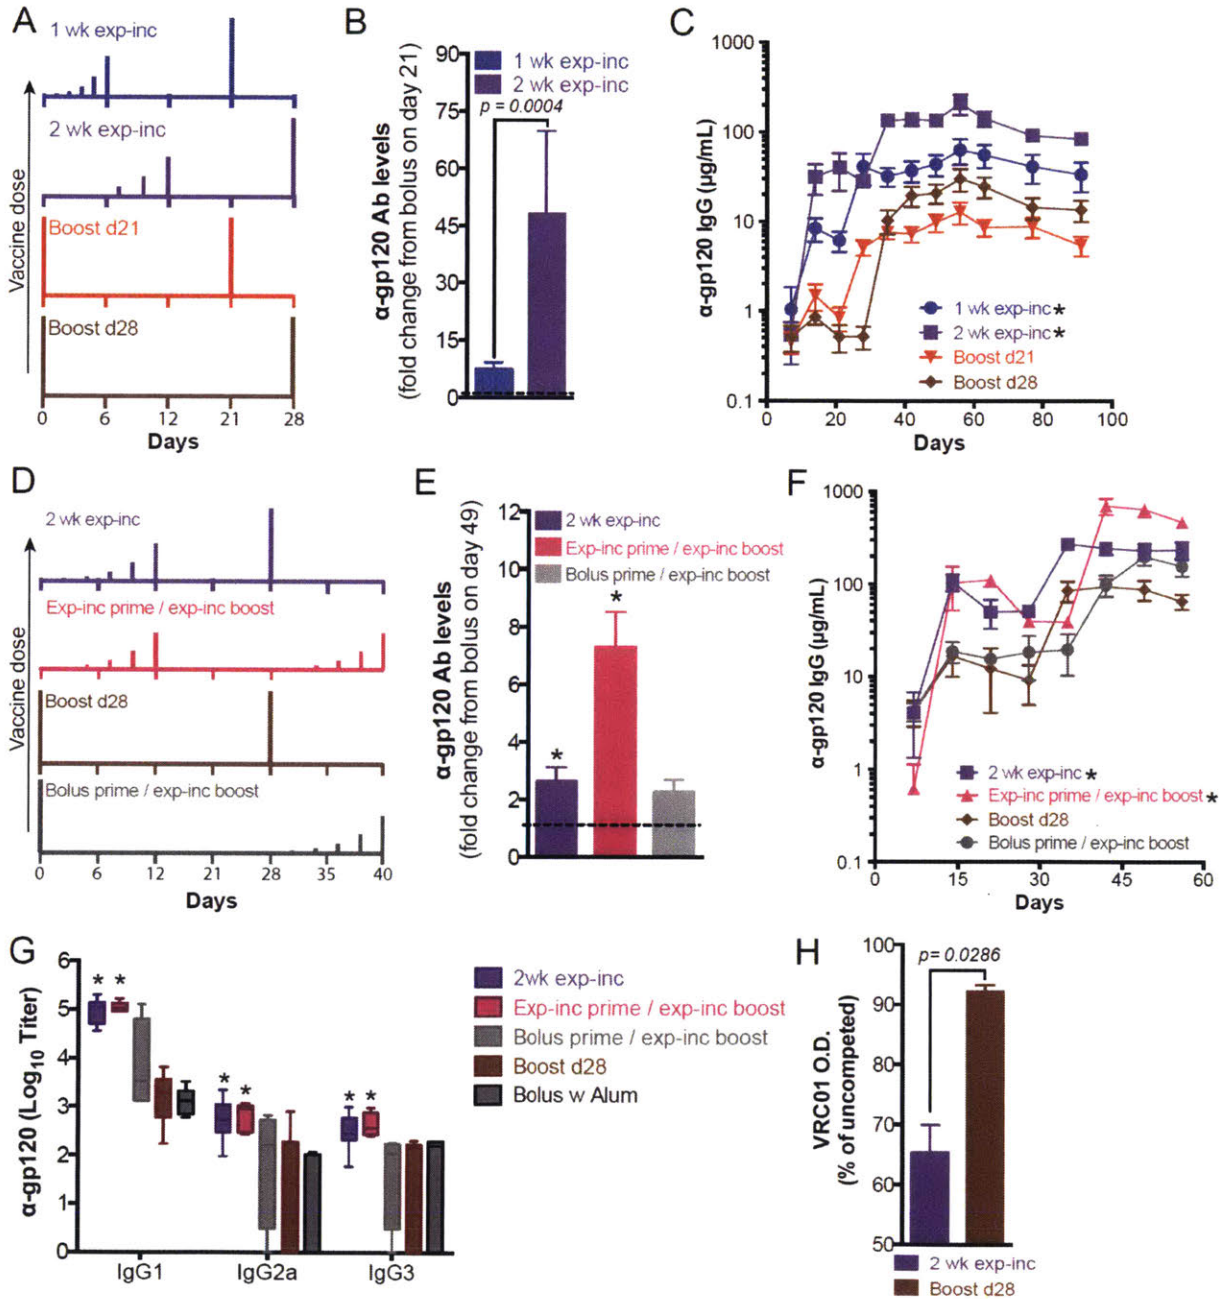 A
1 wk exp-inc
2 wk exp-inc
Boost d21
Boost d28
Vaccine dose
0 6 12 21 28
Days
B
α-gp120 Ab levels
(fold change from bolus on day 21)
90
75
60
45
30
15
0
1 wk exp-inc
2 wk exp-inc
p = 0.0004
C
α-gp120 IgG (μg/mL)
1000
100
10
1
0.1
1 wk exp-inc*
2 wk exp-inc*
Boost d21
Boost d28
0 20 40 60 80 100
Days
D
2 wk exp-inc
Exp-inc prime / exp-inc boost
Boost d28
Bolus prime / exp-inc boost
Vaccine dose
0 6 12 21 28 35 40
Days
E
α-gp120 Ab levels
(fold change from bolus on day 49)
12
10
8
6
4
2
0
2 wk exp-inc
Exp-inc prime / exp-inc boost
Bolus prime / exp-inc boost
* *
F
α-gp120 IgG (μg/mL)
1000
100
10
1
0.1
2 wk exp-inc*
Exp-inc prime / exp-inc boost*
Boost d28
Bolus prime / exp-inc boost
0 15 30 45 60
Days
G
α-gp120 (Log10 Titer)
6
5
4
3
2
1
0
* * * * * *
IgG1 IgG2a IgG3
2wk exp-inc
Exp-inc prime / exp-inc boost
Bolus prime / exp-inc boost
Boost d28
Bolus w Alum
H
VRC01 O.D.
(% of uncompeted)
100
90
80
70
60
50
p= 0.0286
2 wk exp-inc
Boost d28